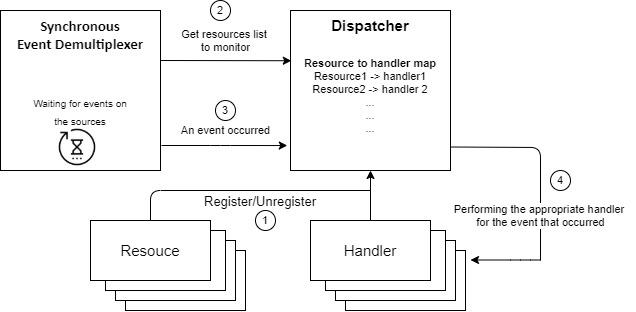 Synchronous
Event Demultiplexer
Waiting for events on
the sources
2
Get resources list
to monitor
3
An event occurred
Dispatcher
Resource to handler map
Resource1 -> handler1
Resource2 -> handler 2
...
...
...
4
Performing the appropriate handler
for the event that occurred
Register/Unregister
1
Resouce
Handler